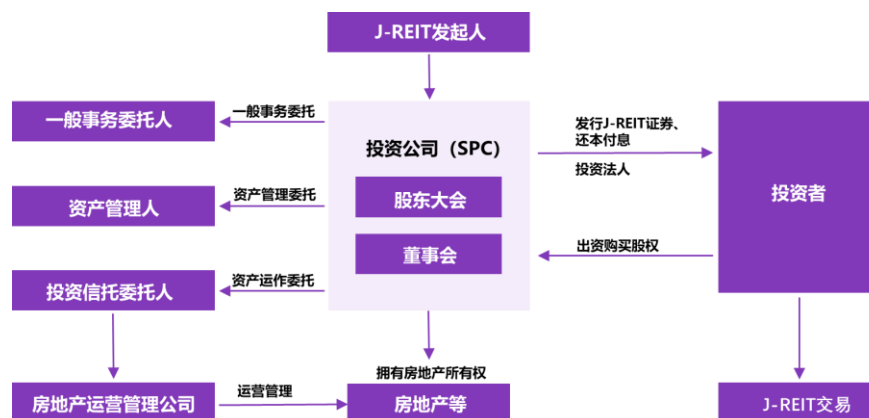 J-REIT发起人
一般事务委托人
一般事务委托
投资公司（SPC）
发行J-REIT证券、
还本付息
投资法人
投资者
资产管理人
资产管理委托
股东大会
董事会
出资购买股权
投资信托委托人
资产运作委托
拥有房地产所有权
房地产运营管理公司
运营管理
房地产等
J-REIT交易